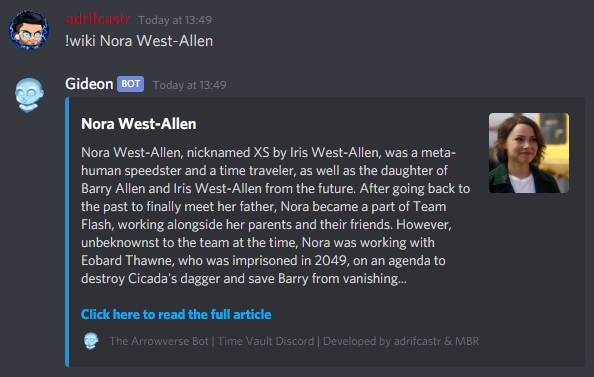 adrifcastr Today at 13:49
!wiki Nora West-Allen
Gideon BOT Today at 13:49
Nora West-Allen
Nora West-Allen, nicknamed XS by Iris West-Allen, was a meta-
human speedster and a time traveler, as well as the daughter of
Barry Allen and Iris West-Allen from the future. After going back to
the past to finally meet her father, Nora became a part of Team
Flash, working alongside her parents and their friends. However,
unbeknownst to the team at the time, Nora was working with
Eobard Thawne, who was imprisoned in 2049, on an agenda to
destroy Cicada's dagger and save Barry from vanishing...
Click here to read the full article
The Arrowverse Bot | Time Vault Discord | Developed by adrifcastr & MBR